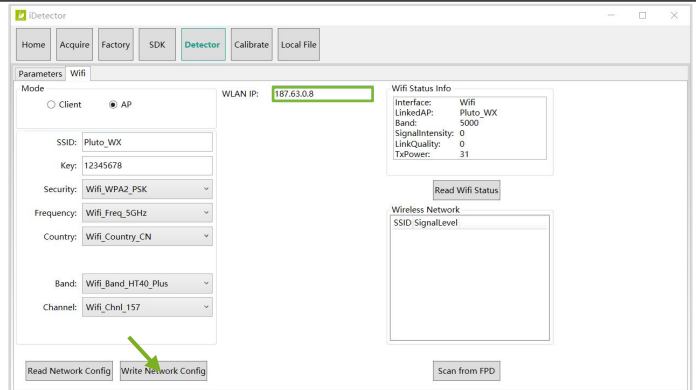 iDetector
Home Acquire Factory SDK Detector Calibrate Local File
Parameters Wifi
Mode
Client AP
SSID: Pluto_WX
Key: 12345678
Security: Wifi_WPA2_PSK
Frequency: Wifi_Freq_5GHz
Country: Wifi_Country_CN
Band: Wifi_Band_HT40_Plus
Channel: Wifi_Chnl_157
Read Network Config Write Network Config
WLAN IP: 187.63.0.8
Wifi Status Info
Interface: Wifi
LinkedAP: Pluto_WX
Band: 5000
SignalIntensity: 0
LinkQuality: 0
TxPower: 31
Read Wifi Status
Wireless Network
SSID SignalLevel
Scan from FPD